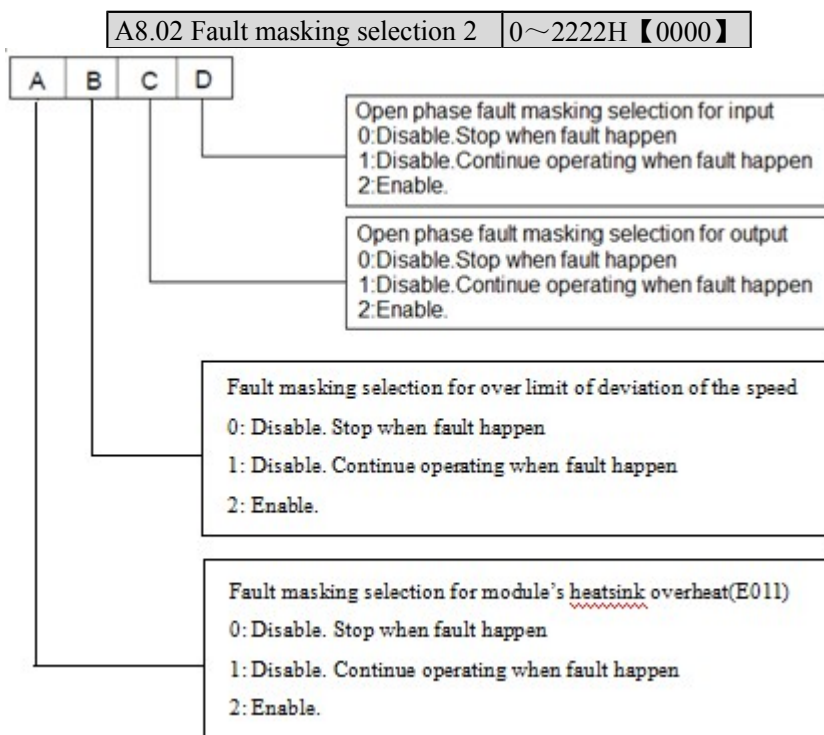 A8.02 Fault masking selection 2 0～2222H【0000】
A B C D
Open phase fault masking selection for input
0:Disable.Stop when fault happen
1:Disable.Continue operating when fault happen
2:Enable.
Open phase fault masking selection for output
0:Disable.Stop when fault happen
1:Disable.Continue operating when fault happen
2:Enable.
Fault masking selection for over limit of deviation of the speed
0: Disable. Stop when fault happen
1: Disable. Continue operating when fault happen
2: Enable.
Fault masking selection for module’s heatsink overheat(E011)
0: Disable. Stop when fault happen
1: Disable. Continue operating when fault happen
2: Enable.